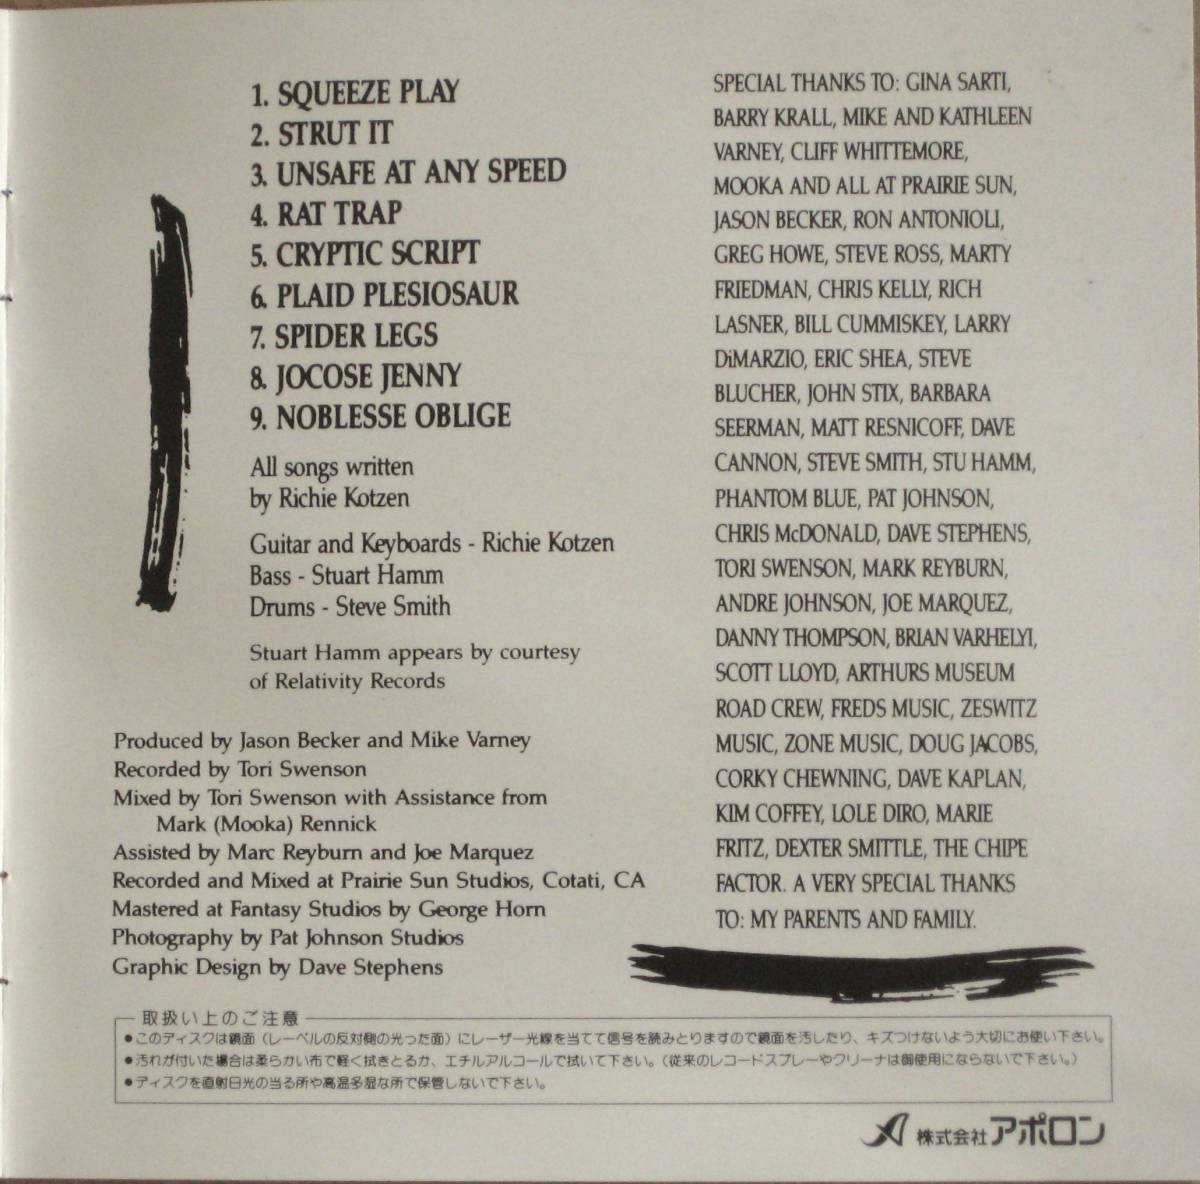 1. SQUEEZE PLAY
2. STRUT IT
3. UNSAFE AT ANY SPEED
4. RAT TRAP
5. CRYPTIC SCRIPT
6. PLAID PLESIOSAUR
7. SPIDER LEGS
8. JOCOSE JENNY
9. NOBLESSE OBLIGE
All songs written
by Richie Kotzen
Guitar and Keyboards - Richie Kotzen
Bass - Stuart Hamm
Drums - Steve Smith
Stuart Hamm appears by courtesy
of Relativity Records
Produced by Jason Becker and Mike Varney
Recorded by Tori Swenson
Mixed by Tori Swenson with Assistance from
Mark (Mooka) Rennick
Assisted by Marc Reyburn and Joe Marquez
Recorded and Mixed at Prairie Sun Studios, Cotati, CA
Mastered at Fantasy Studios by George Horn
Photography by Pat Johnson Studios
Graphic Design by Dave Stephens
SPECIAL THANKS TO: GINA SARTI,
BARRY KRALL, MIKE AND KATHLEEN
VARNEY, CLIFF WHITTEMORE,
MOOKA AND ALL AT PRAIRIE SUN,
JASON BECKER, RON ANTONIOLI,
GREG HOWE, STEVE ROSS, MARTY
FRIEDMAN, CHRIS KELLY, RICH
LASNER, BILL CUMMISKEY, LARRY
DiMARZIO, ERIC SHEA, STEVE
BLUCHER, JOHN STIX, BARBARA
SEERMAN, MATT RESNICOFF, DAVE
CANNON, STEVE SMITH, STU HAMM,
PHANTOM BLUE, PAT JOHNSON,
CHRIS McDONALD, DAVE STEPHENS,
TORI SWENSON, MARK REYBURN,
ANDRE JOHNSON, JOE MARQUEZ,
DANNY THOMPSON, BRIAN VARHELYI,
SCOTT LLOYD, ARTHURS MUSEUM
ROAD CREW, FREDS MUSIC, ZESWITZ
MUSIC, ZONE MUSIC, DOUG JACOBS,
CORKY CHEWNING, DAVE KAPLAN,
KIM COFFEY, LOLE DIRO, MARIE
FRITZ, DEXTER SMITTLE, THE CHIPE
FACTOR. A VERY SPECIAL THANKS
TO: MY PARENTS AND FAMILY.
取扱い上のご注意
●このディスクは鏡面（レーベルの反対側の光った面）にレーザー光線を当てて信号を読みとりますので鏡面を汚したり、キズつけないよう大切にお使い下さい。
●汚れが付いた場合は柔らかい布で軽く拭きとるか、エチルアルコールで拭いて下さい。（従来のレコードスプレーやクリーナは御使用にならないで下さい。）
●ディスクを直射日光の当る所や高温多湿な所で保管しないで下さい。
株式会社アポロン